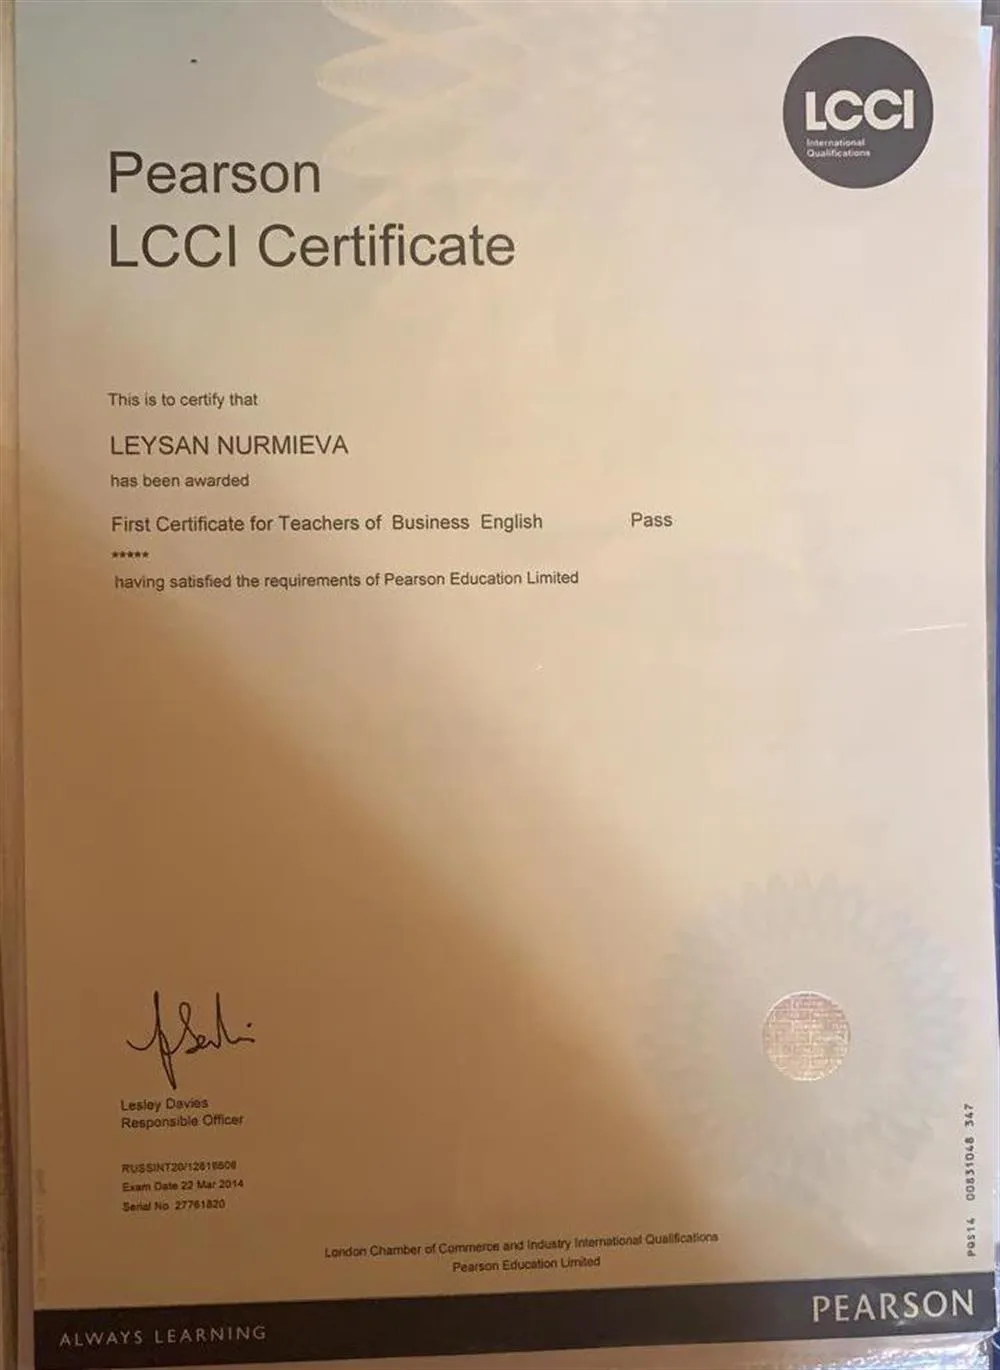 LCCI
International
Qualifications
Pearson
LCCI Certificate
This is to certify that
LEYSAN NURMIEVA
has been awarded
First Certificate for Teachers of Business English Pass
*****
having satisfied the requirements of Pearson Education Limited
Lesley Davies
Responsible Officer
RUSSINT20/12616606
Exam Date 22 Mar 2014
Serial No 27761820
London Chamber of Commerce and Industry International Qualifications
Pearson Education Limited
PQS14 00831048 347
ALWAYS LEARNING
PEARSON